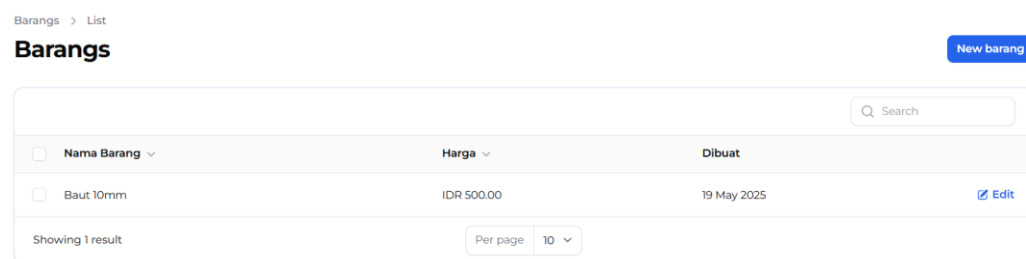 Barangs > List
Barangs
New barang
Search
Nama Barang Harga Dibuat
Baut 10mm IDR 500.00 19 May 2025 Edit
Showing 1 result Per page 10